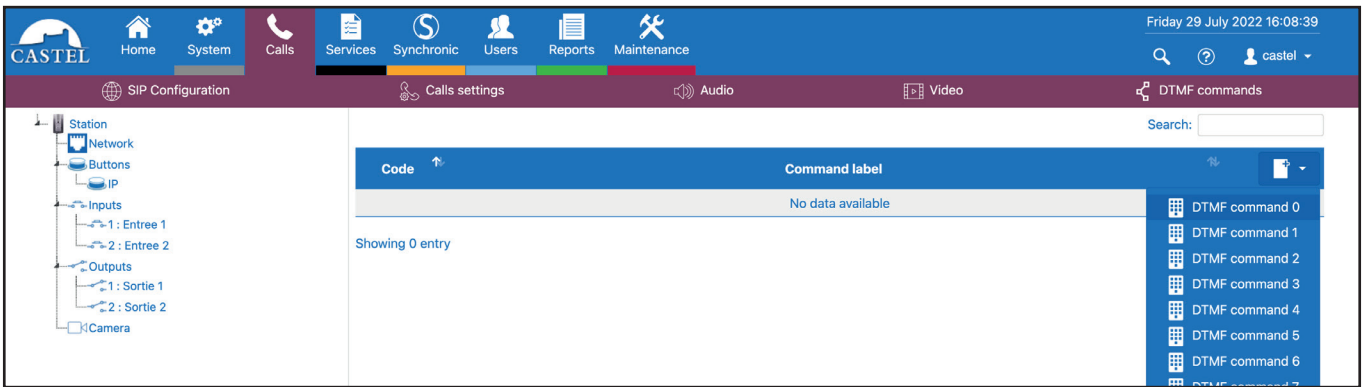 Friday 29 July 2022 16:08:39
CASTEL
Home
System
Calls
Services
Synchronic
Users
Reports
Maintenance
castel
SIP Configuration
Calls settings
Audio
Video
DTMF commands
Station
Network
Buttons
IP
Inputs
1 : Entree 1
2 : Entree 2
Outputs
1 : Sortie 1
2 : Sortie 2
Camera
Search:
Code
Command label
No data available
Showing 0 entry
DTMF command 0
DTMF command 1
DTMF command 2
DTMF command 3
DTMF command 4
DTMF command 5
DTMF command 6
DTMF command 7